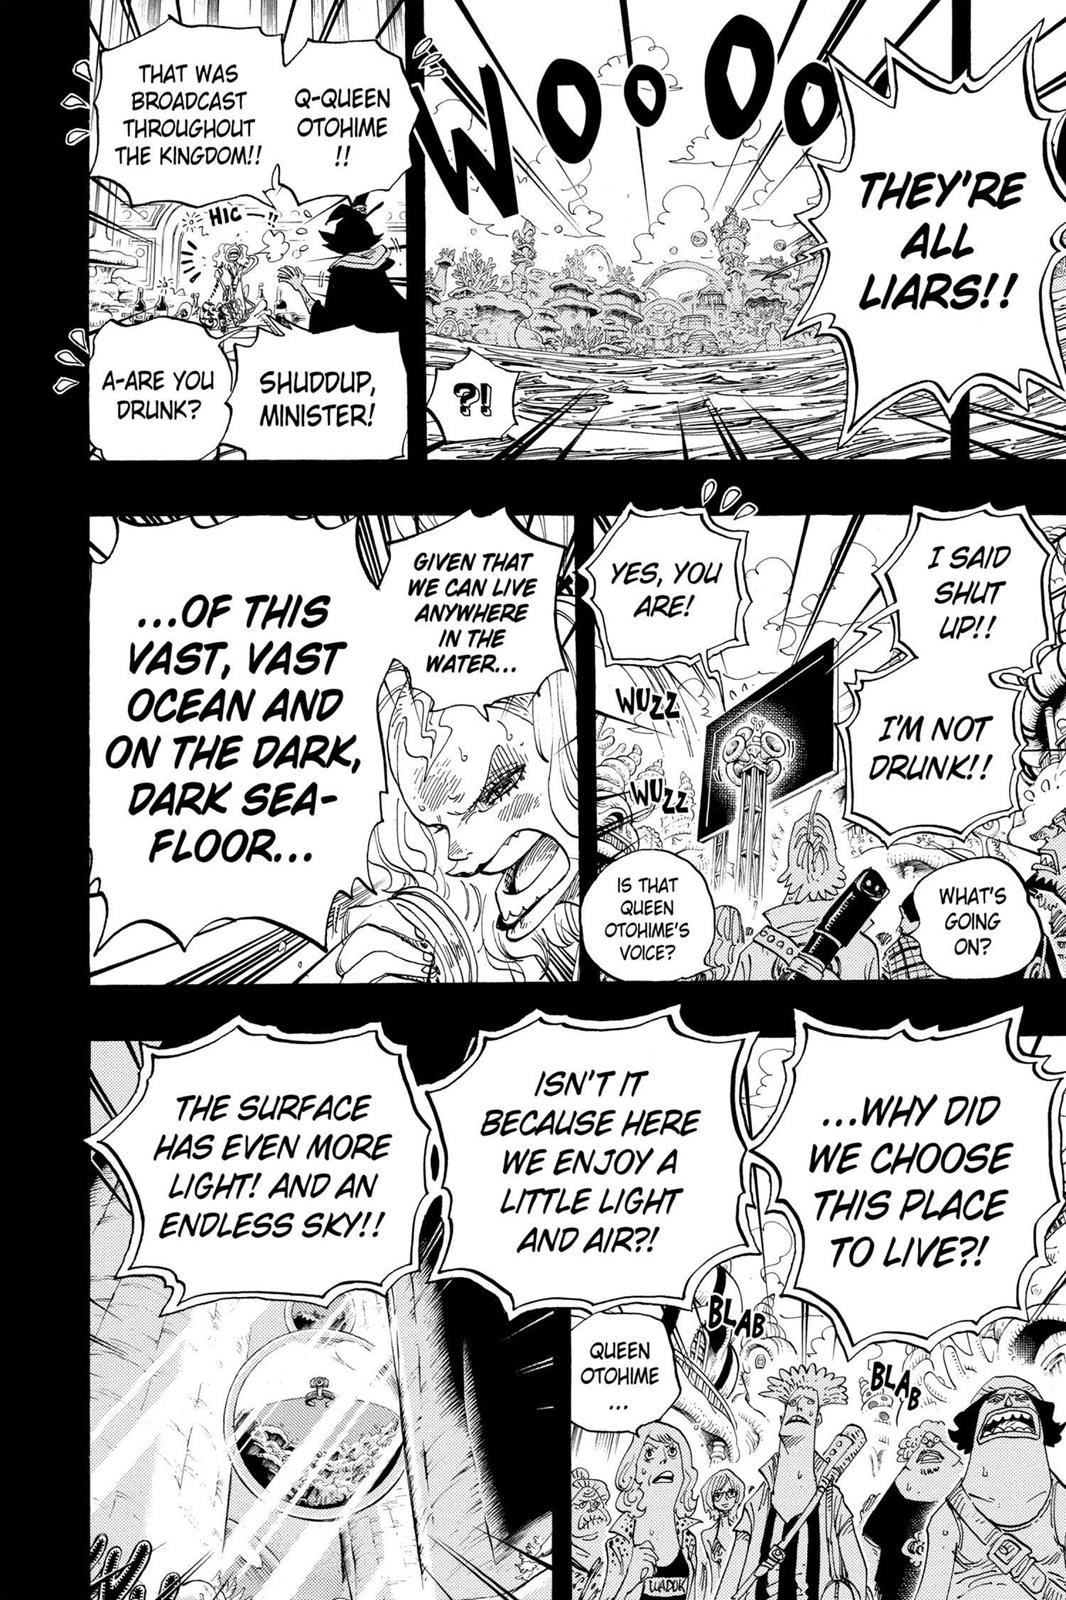 THEY'RE
ALL
LIARS!!
WOOOO
?!
Q-QUEEN
OTOHIME
!!
THAT WAS
BROADCAST
THROUGHOUT
THE KINGDOM!!
HIC—!!
SHUDDUP,
MINISTER!
A-ARE YOU
DRUNK?
I SAID
SHUT
UP!!
I'M NOT
DRUNK!!
YES, YOU
ARE!
WUZZ
WUZZ
WHAT'S
GOING
ON?
IS THAT
QUEEN
OTOHIME'S
VOICE?
GIVEN THAT
WE CAN LIVE
ANYWHERE
IN THE
WATER...
...OF THIS
VAST, VAST
OCEAN AND
ON THE DARK,
DARK SEA-
FLOOR...
...WHY DID
WE CHOOSE
THIS PLACE
TO LIVE?!
BLAB
BLAB
QUEEN
OTOHIME
...
WADDK
ISN'T IT
BECAUSE HERE
WE ENJOY A
LITTLE LIGHT
AND AIR?!
THE SURFACE
HAS EVEN MORE
LIGHT! AND AN
ENDLESS SKY!!